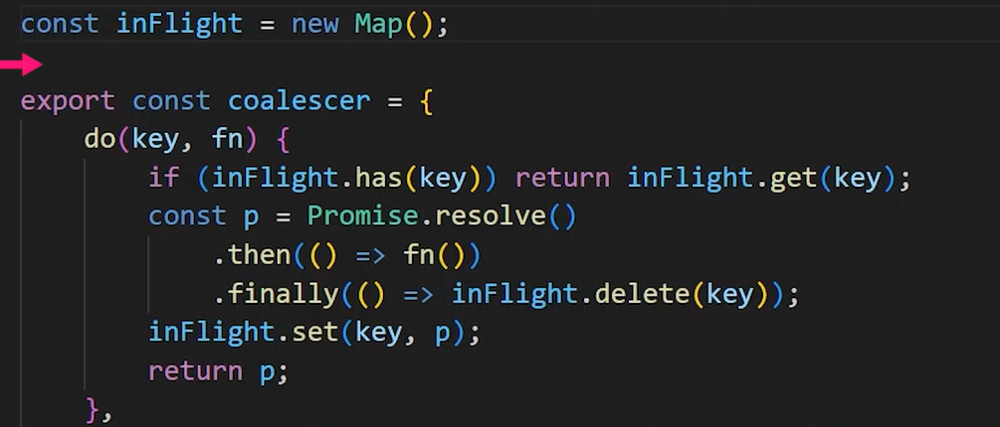 const inFlight = new Map();
export const coalescer = {
do(key, fn) {
if (inFlight.has(key)) return inFlight.get(key);
const p = Promise.resolve()
.then(() => fn())
.finally(() => inFlight.delete(key));
inFlight.set(key, p);
return p;
},